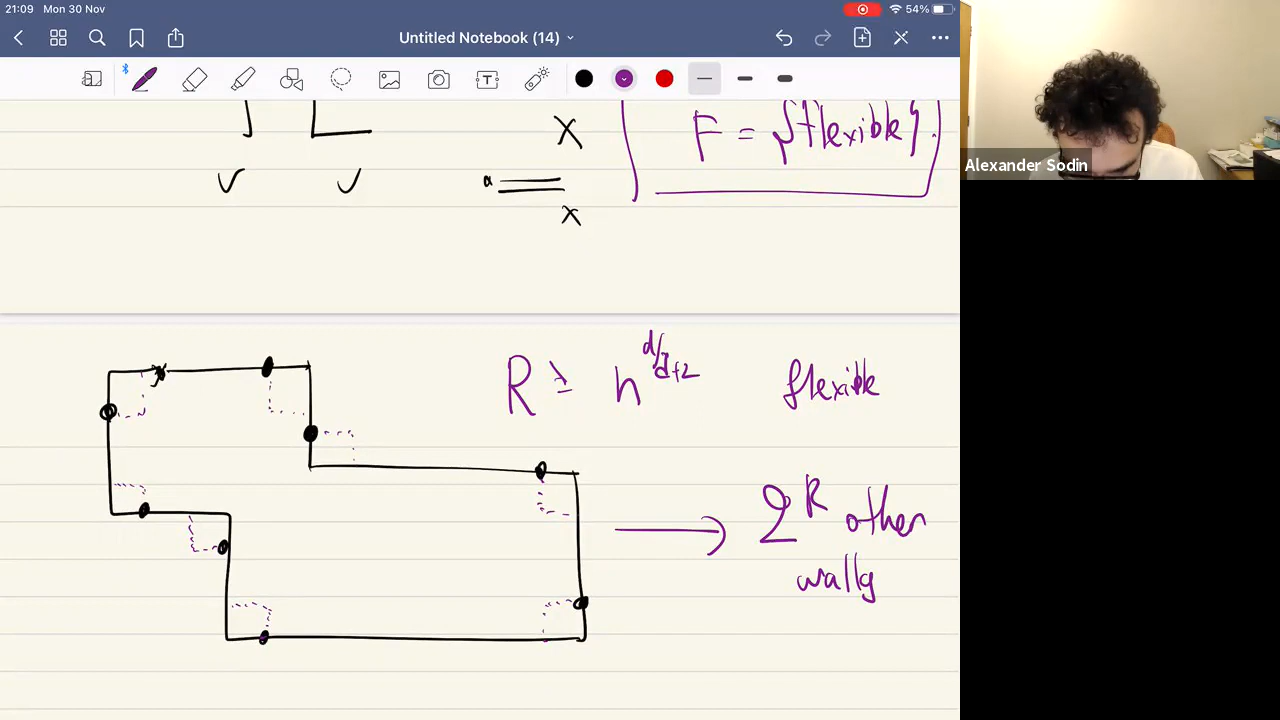 21:09 Mon 30 Nov
54%
Untitled Notebook (14)
T
Alexander Sodin
F = {flexible}.
X
a
X
R ≥ n^{d/d+2} flexible
2^R other
walls